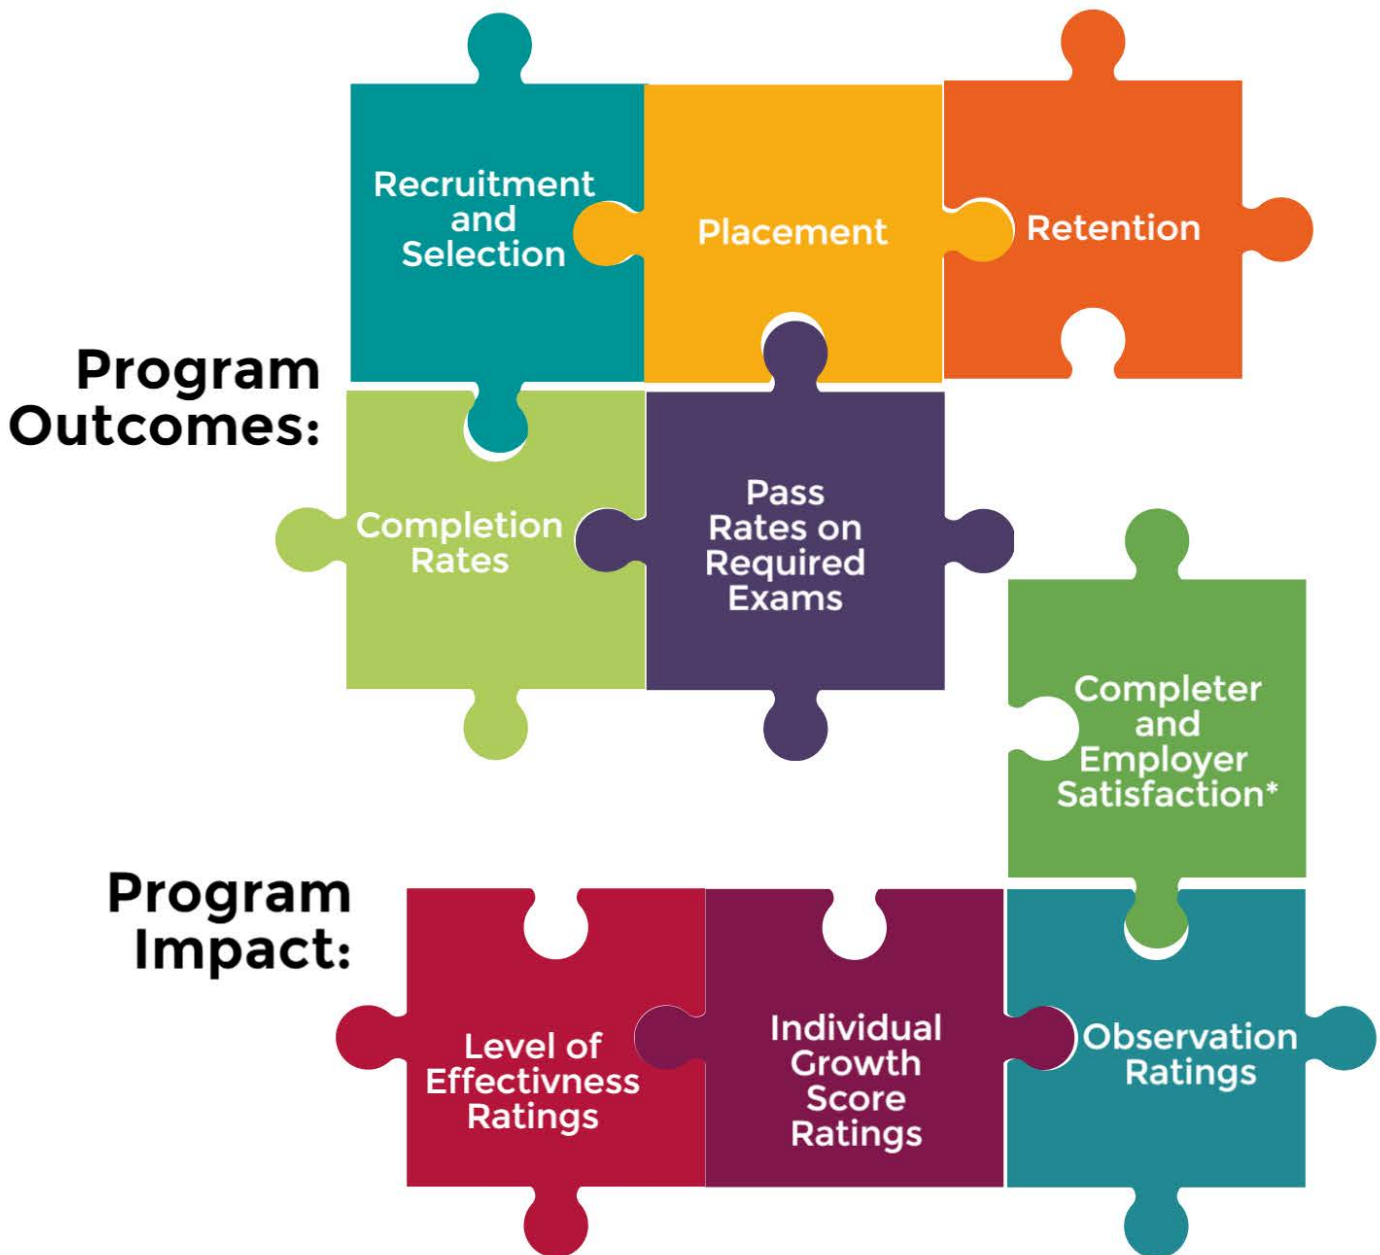 Recruitment
and
Selection
Placement
Retention
Program
Outcomes:
Completion
Rates
Pass
Rates on
Required
Exams
Completer
and
Employer
Satisfaction*
Program
Impact:
Level of
Effectivness
Ratings
Individual
Growth
Score
Ratings
Observation
Ratings